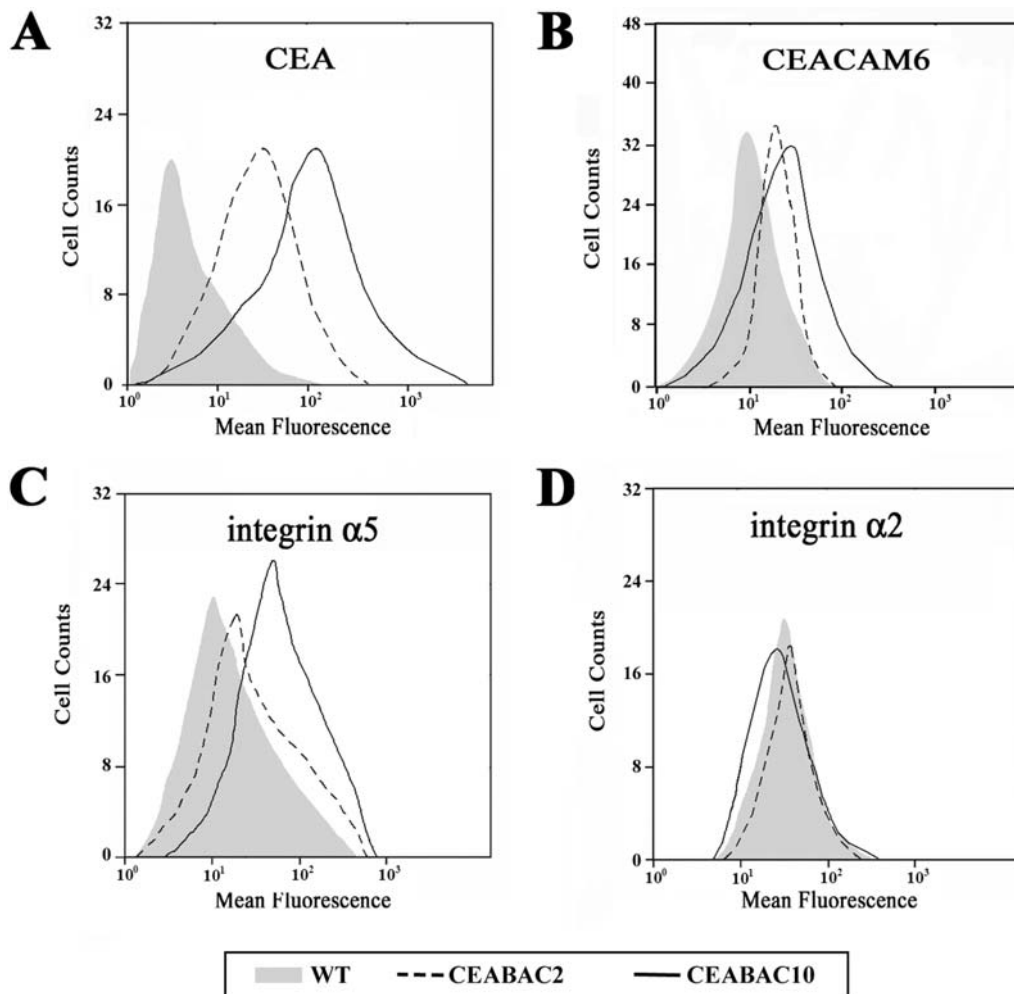 A
CEA
32
24
16
8
0
Cell Counts
10⁰
10¹
10²
10³
Mean Fluorescence
B
CEACAM6
48
40
32
24
16
8
0
Cell Counts
10⁰
10¹
10²
10³
Mean Fluorescence
C
integrin α5
32
24
16
8
0
Cell Counts
10⁰
10¹
10²
10³
Mean Fluorescence
D
integrin α2
32
24
16
8
0
Cell Counts
10⁰
10¹
10²
10³
Mean Fluorescence
WT CEABAC2 CEABAC10